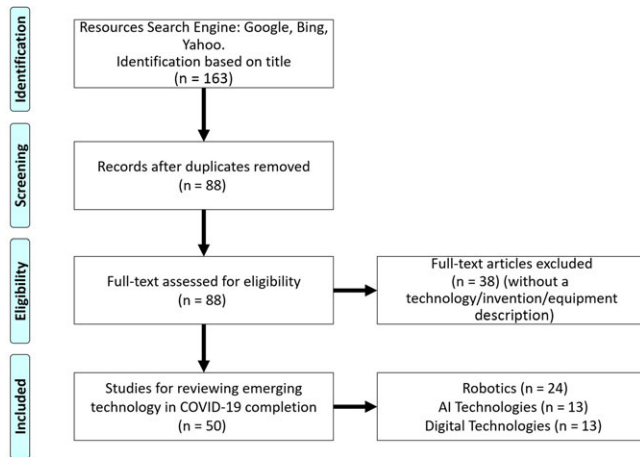 Identification
Resources Search Engine: Google, Bing,
Yahoo.
Identification based on title
(n = 163)
Screening
Records after duplicates removed
(n = 88)
Eligibility
Full-text assessed for eligibility
(n = 88)
Full-text articles excluded
(n = 38) (without a
technology/invention/equipment
description)
Included
Studies for reviewing emerging
technology in COVID-19 completion
(n = 50)
Robotics (n = 24)
AI Technologies (n = 13)
Digital Technologies (n = 13)